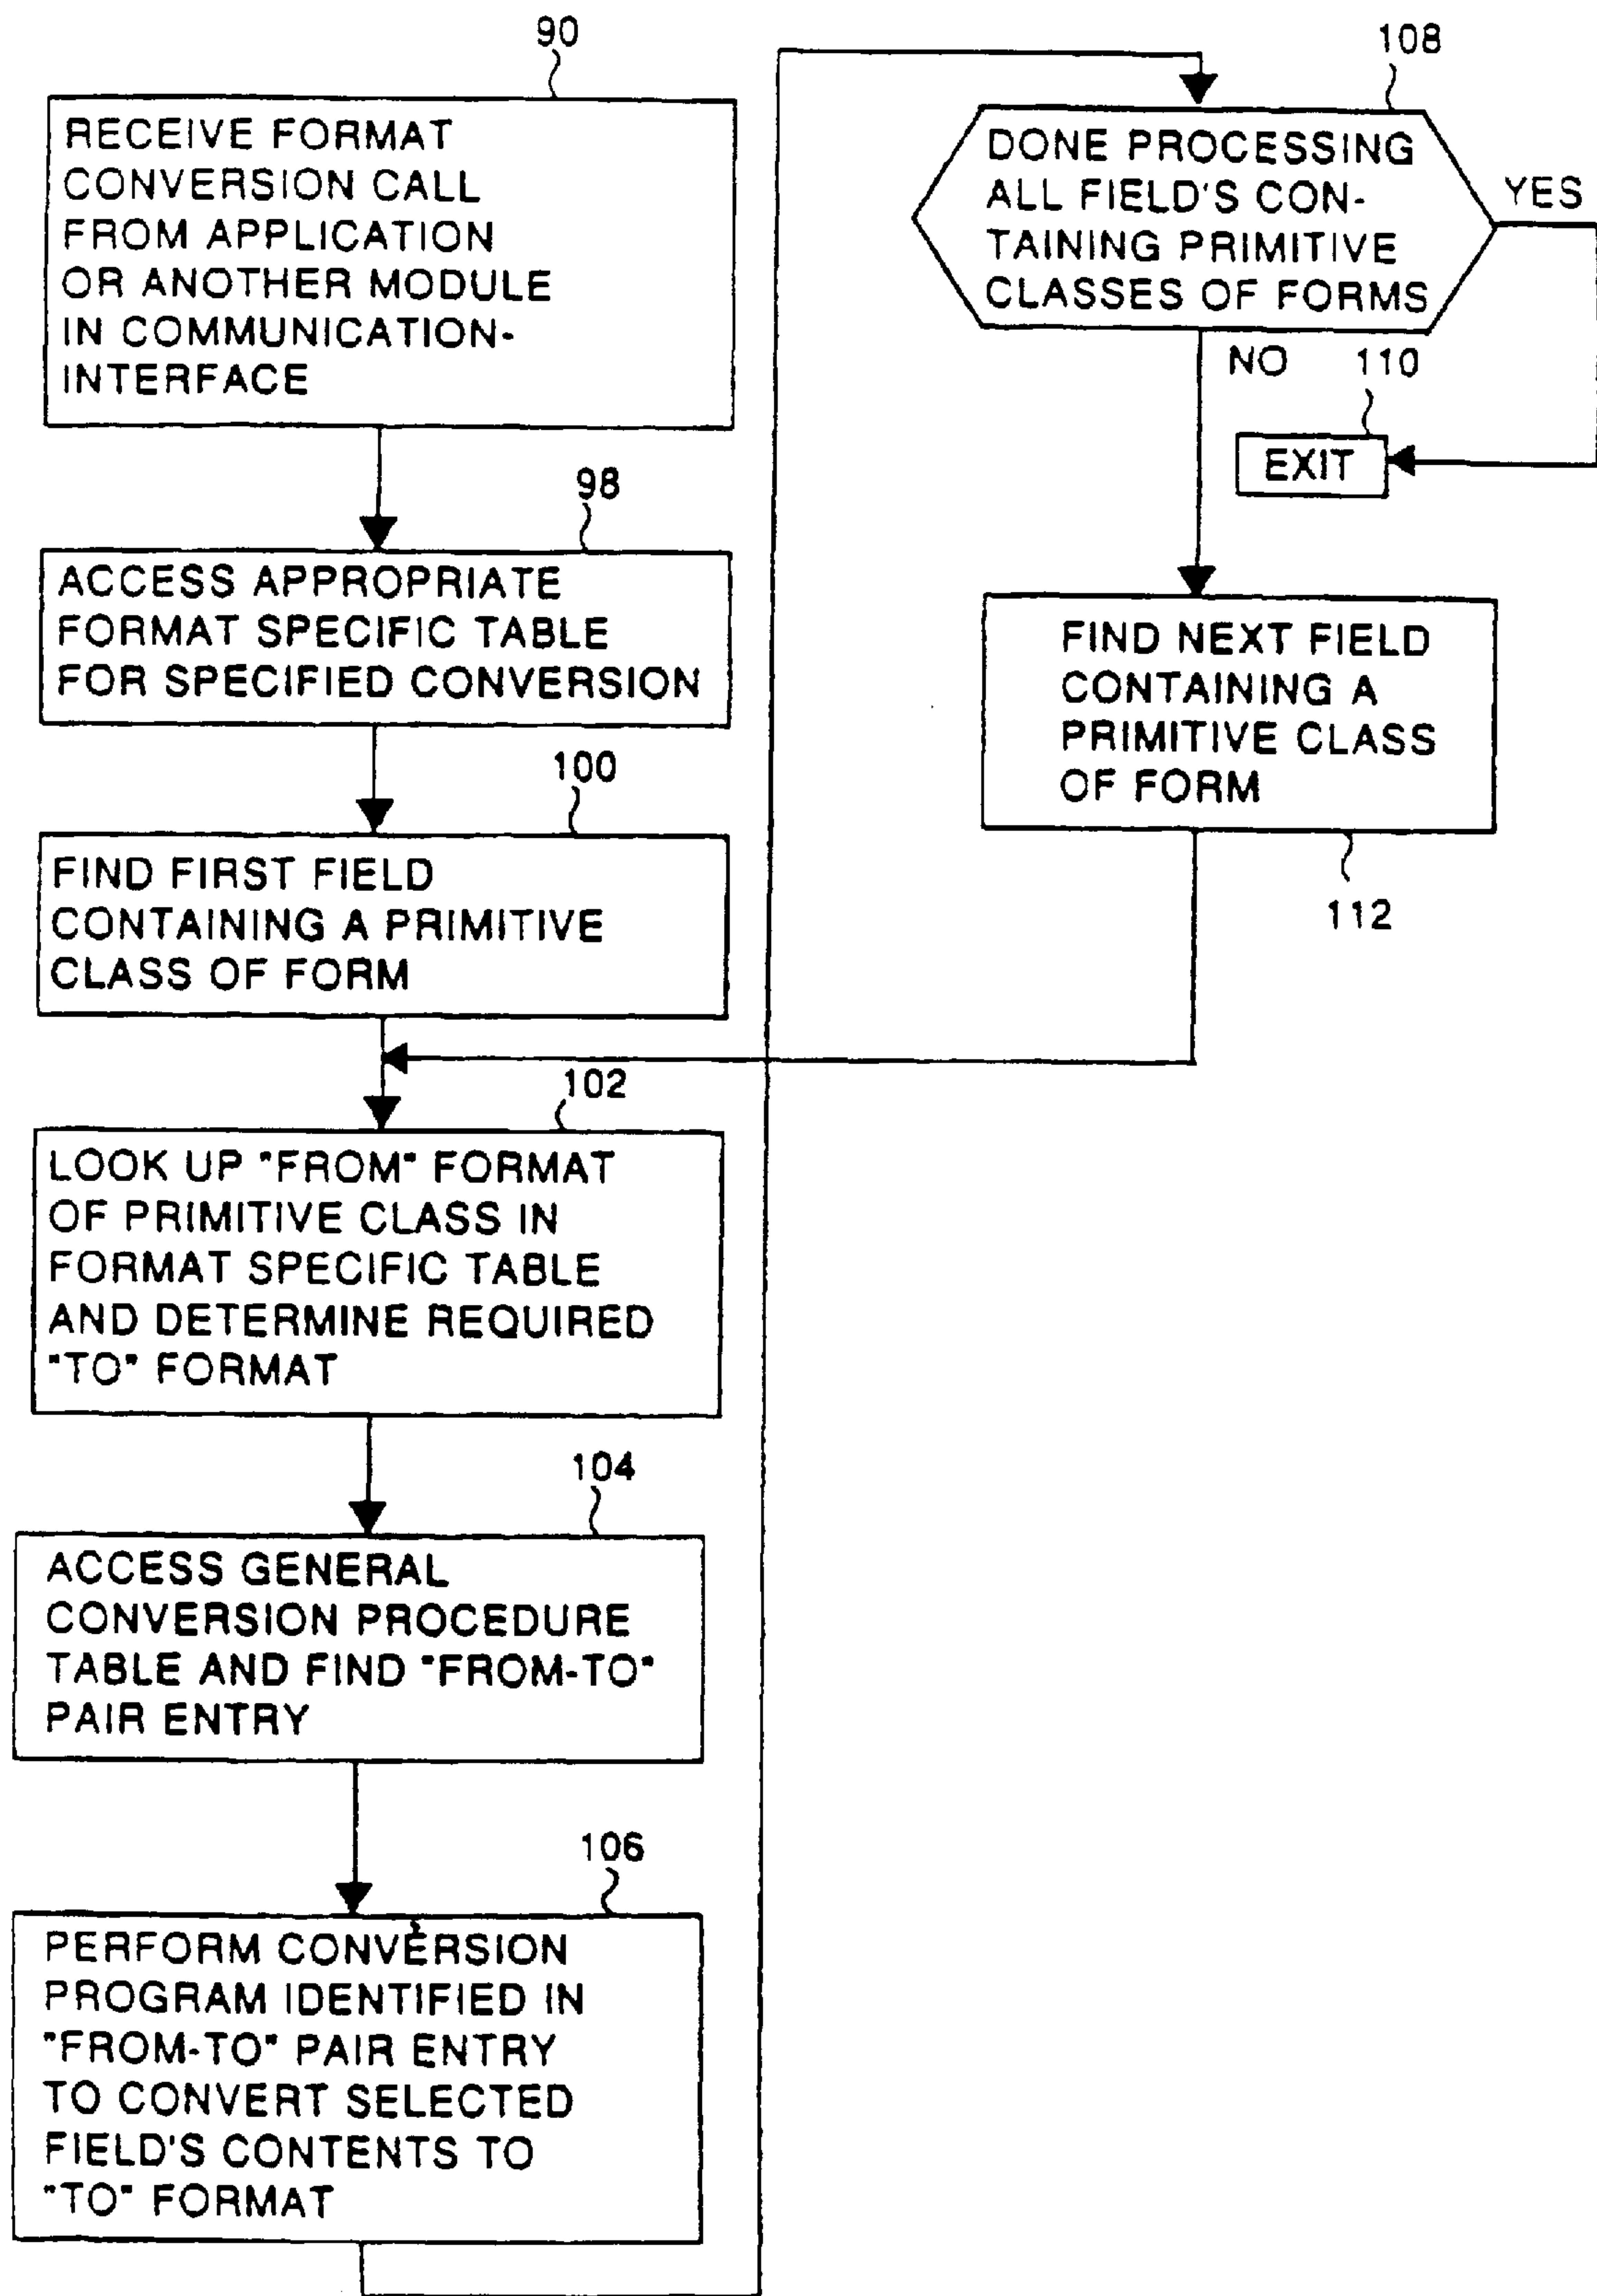 90
RECEIVE FORMAT
CONVERSION CALL
FROM APPLICATION
OR ANOTHER MODULE
IN COMMUNICATION-
INTERFACE
98
ACCESS APPROPRIATE
FORMAT SPECIFIC TABLE
FOR SPECIFIED CONVERSION
100
FIND FIRST FIELD
CONTAINING A PRIMITIVE
CLASS OF FORM
102
LOOK UP "FROM" FORMAT
OF PRIMITIVE CLASS IN
FORMAT SPECIFIC TABLE
AND DETERMINE REQUIRED
"TO" FORMAT
104
ACCESS GENERAL
CONVERSION PROCEDURE
TABLE AND FIND "FROM-TO"
PAIR ENTRY
106
PERFORM CONVERSION
PROGRAM IDENTIFIED IN
"FROM-TO" PAIR ENTRY
TO CONVERT SELECTED
FIELD'S CONTENTS TO
"TO" FORMAT
108
DONE PROCESSING
ALL FIELD'S CON-
TAINING PRIMITIVE
CLASSES OF FORMS
YES
NO
110
EXIT
FIND NEXT FIELD
CONTAINING A
PRIMITIVE CLASS
OF FORM
112